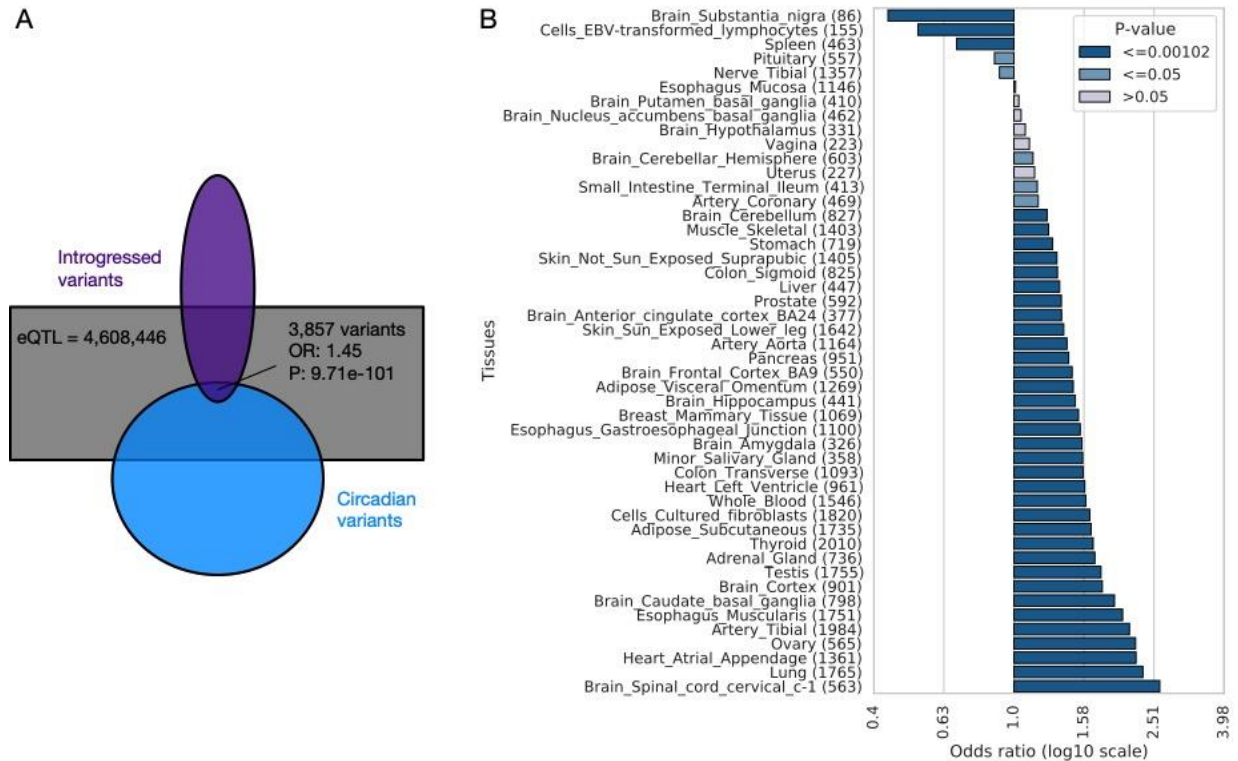 A
Introgressed
variants
eQTL = 4,608,446
3,857 variants
OR: 1.45
P: 9.71e-101
Circadian
variants
B
Tissues
Brain_Substantia_nigra (86)
Cells_EBV-transformed_lymphocytes (155)
Spleen (463)
Pituitary (557)
Nerve_Tibial (1357)
Esophagus_Mucosa (1146)
Brain_Putamen_basal_ganglia (410)
Brain_Nucleus_accumbens_basal_ganglia (462)
Brain_Hypothalamus (331)
Vagina (223)
Brain_Cerebellar_Hemisphere (603)
Uterus (227)
Small_Intestine_Terminal_Ileum (413)
Artery_Coronary (469)
Brain_Cerebellum (827)
Muscle_Skeletal (1403)
Stomach (719)
Skin_Not_Sun_Exposed_Suprapubic (1405)
Colon_Sigmoid (825)
Liver (447)
Prostate (592)
Brain_Anterior_cingulate_cortex_BA24 (377)
Skin_Sun_Exposed_Lower_leg (1642)
Artery_Aorta (1164)
Pancreas (951)
Brain_Frontal_Cortex_BA9 (550)
Adipose_Visceral_Omentum (1269)
Brain_Hippocampus (441)
Breast_Mammary_Tissue (1069)
Esophagus_Gastroesophageal_Junction (1100)
Brain_Amygdala (326)
Minor_Salivary_Gland (358)
Colon_Transverse (1093)
Heart_Left_Ventricle (961)
Whole_Blood (1546)
Cells_Cultured_fibroblasts (1820)
Adipose_Subcutaneous (1735)
Thyroid (2010)
Adrenal_Gland (736)
Testis (1755)
Brain_Cortex (901)
Brain_Caudate_basal_ganglia (798)
Esophagus_Muscularis (1751)
Artery_Tibial (1984)
Ovary (565)
Heart_Atrial_Appendage (1361)
Lung (1765)
Brain_Spinal_cord_cervical_c-1 (563)
P-value
<=0.00102
<=0.05
>0.05
0.4
0.63
1.0
1.58
2.51
3.98
Odds ratio (log10 scale)